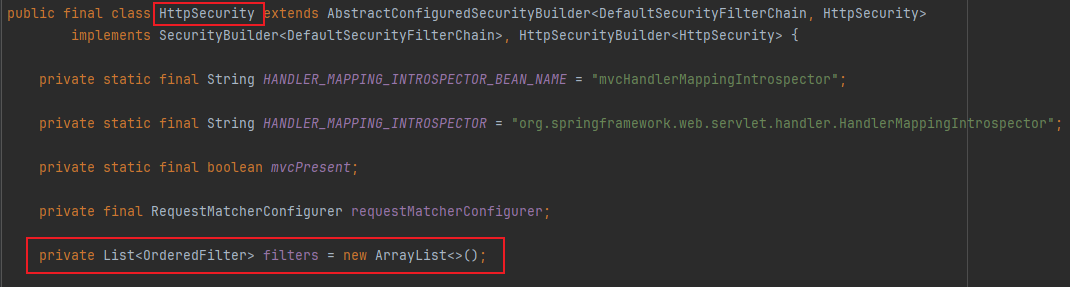 public final class HttpSecurity extends AbstractConfiguredSecurityBuilder<DefaultSecurityFilterChain, HttpSecurity>
implements SecurityBuilder<DefaultSecurityFilterChain>, HttpSecurityBuilder<HttpSecurity> {
private static final String HANDLER_MAPPING_INTROSPECTOR_BEAN_NAME = "mvcHandlerMappingIntrospector";
private static final String HANDLER_MAPPING_INTROSPECTOR = "org.springframework.web.servlet.handler.HandlerMappingIntrospector";
private static final boolean mvcPresent;
private final RequestMatcherConfigurer requestMatcherConfigurer;
private List<OrderedFilter> filters = new ArrayList<>();